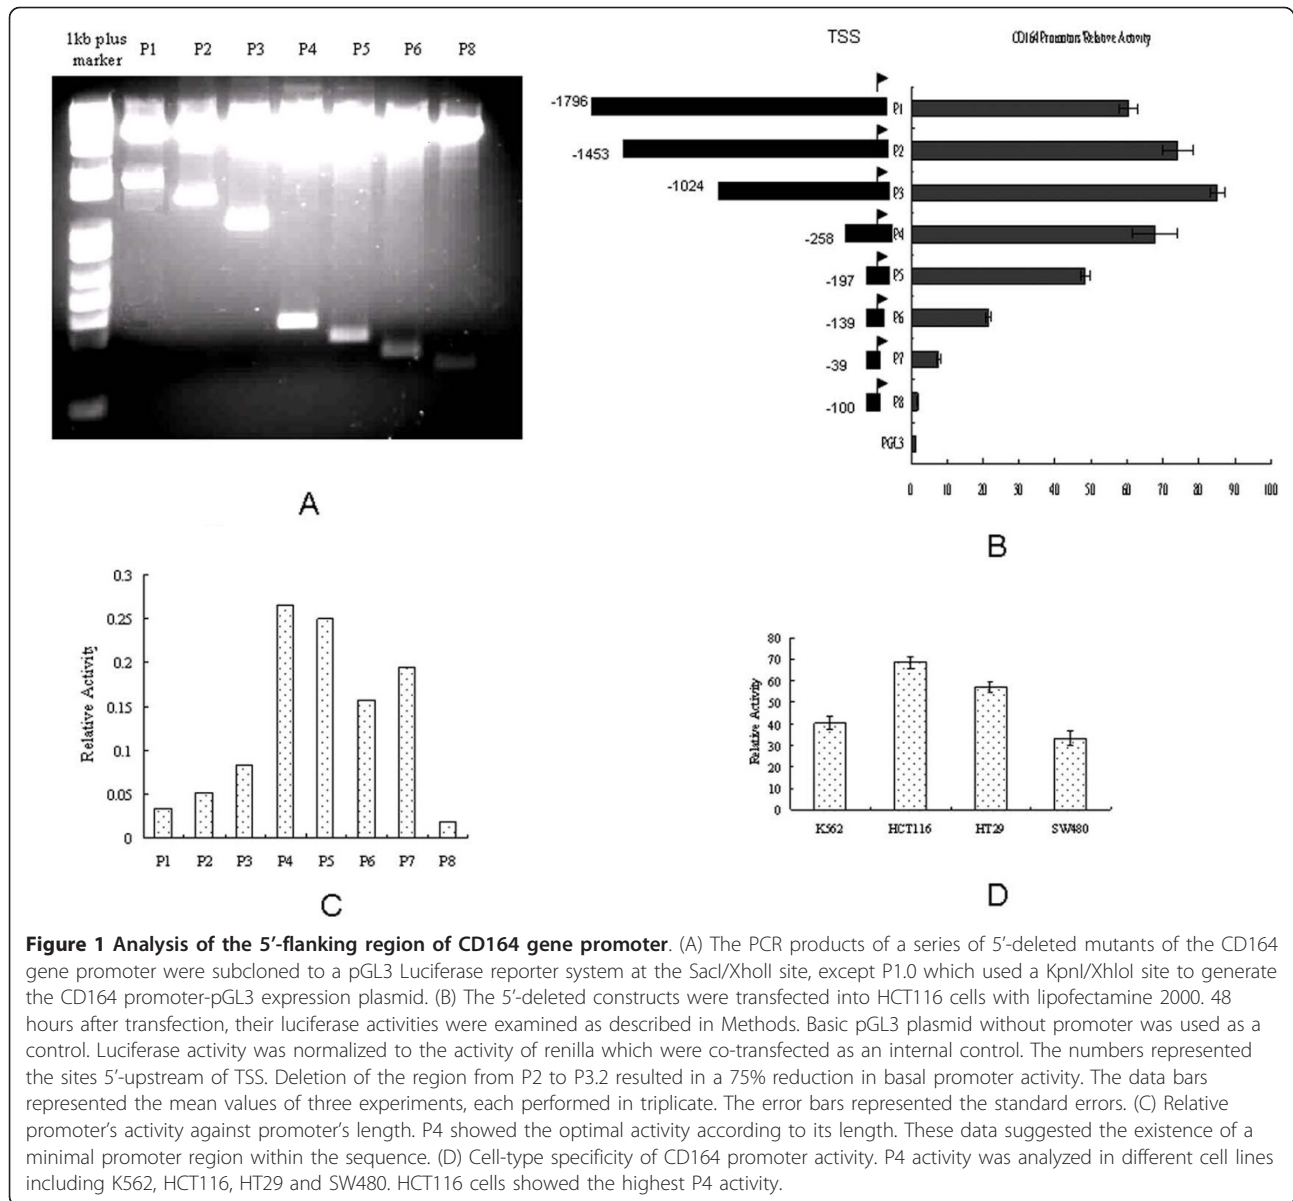 1kb plus
marker P1 P2 P3 P4 P5 P6 P8
A
TSS
CD164 Promotors Relative Activity
-1796 P1
-1453 P2
-1024 P3
-258 P4
-197 P5
-139 P6
-39 P7
-100 P8
PGL3
0 10 20 30 40 50 60 70 80 90 100
B
Relative Activity
0.3
0.25
0.2
0.15
0.1
0.05
0
P1 P2 P3 P4 P5 P6 P7 P8
C
Relative Activity
80
70
60
50
40
30
20
10
0
K562 HCT116 HT29 SW480
D
Figure 1 Analysis of the 5'-flanking region of CD164 gene promoter. (A) The PCR products of a series of 5'-deleted mutants of the CD164
gene promoter were subcloned to a pGL3 Luciferase reporter system at the SacI/XholI site, except P1.0 which used a KpnI/XhloI site to generate
the CD164 promoter-pGL3 expression plasmid. (B) The 5'-deleted constructs were transfected into HCT116 cells with lipofectamine 2000. 48
hours after transfection, their luciferase activities were examined as described in Methods. Basic pGL3 plasmid without promoter was used as a
control. Luciferase activity was normalized to the activity of renilla which were co-transfected as an internal control. The numbers represented
the sites 5'-upstream of TSS. Deletion of the region from P2 to P3.2 resulted in a 75% reduction in basal promoter activity. The data bars
represented the mean values of three experiments, each performed in triplicate. The error bars represented the standard errors. (C) Relative
promoter's activity against promoter's length. P4 showed the optimal activity according to its length. These data suggested the existence of a
minimal promoter region within the sequence. (D) Cell-type specificity of CD164 promoter activity. P4 activity was analyzed in different cell lines
including K562, HCT116, HT29 and SW480. HCT116 cells showed the highest P4 activity.